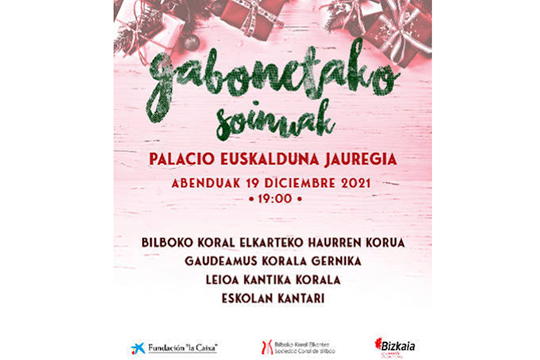 gabonetako
soinuak
PALACIO EUSKALDUNA JAUREGIA
ABENDUAK 19 DICIEMBRE 2021
• 19:00 •
BILBOKO KORAL ELKARTEKO HAURREN KORUA
GAUDEAMUS KORALA GERNIKA
LEIOA KANTIKA KORALA
ESKOLAN KANTARI
Fundación "la Caixa"
Bilboko Koral Elkartea
Sociedad Coral de Bilbao
Bizkaia